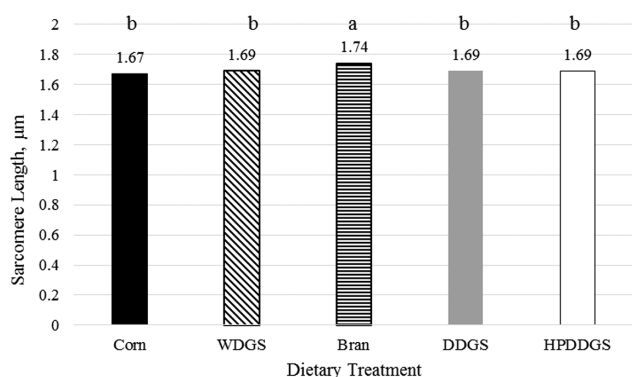 b b a b b
2
1.67 1.69 1.74 1.69 1.69
1.8
1.6
1.4
1.2
1
0.8
0.6
0.4
0.2
0
Sarcomere Length, µm
Corn WDGS Bran DDGS HPDDGS
Dietary Treatment